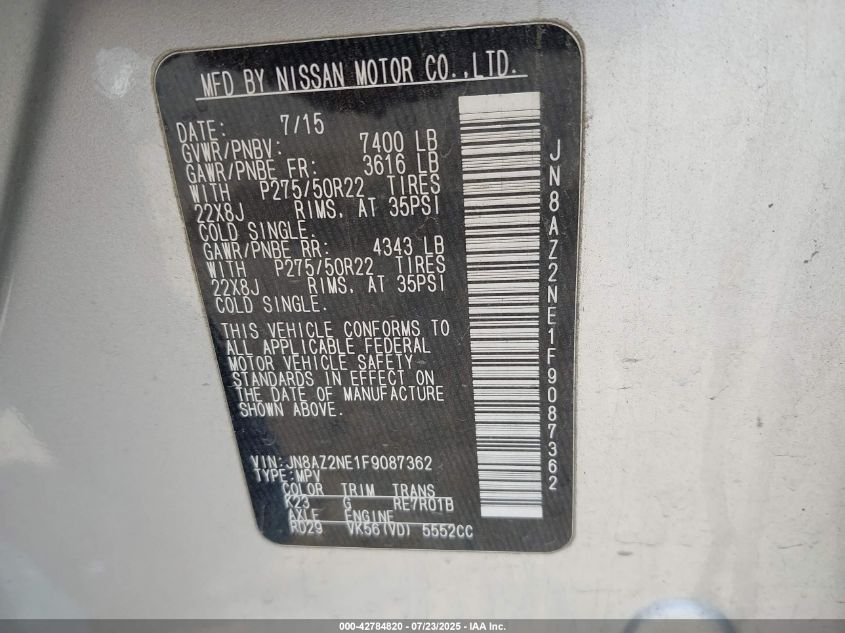 MFD BY NISSAN MOTOR CO.,LTD.
DATE: 7/15
GVWR/PNBV: 7400 LB
GAWR/PNBE FR: 3616 LB
WITH P275/50R22 TIRES
22X8J RIMS, AT 35PSI
COLD SINGLE.
GAWR/PNBE RR: 4343 LB
WITH P275/50R22 TIRES
22X8J RIMS, AT 35PSI
COLD SINGLE.
THIS VEHICLE CONFORMS TO
ALL APPLICABLE FEDERAL
MOTOR VEHICLE SAFETY
STANDARDS IN EFFECT ON
THE DATE OF MANUFACTURE
SHOWN ABOVE.
VIN: JN8AZ2NE1F9087362
TYPE: MPV
COLOR TRIM TRANS
K23 G RE7R01B
AXLE ENGINE
RD29 VK56(VD) 5552CC
JN8AZ2NE1F9087362
000-42784820 - 07/23/2025 - IAA Inc.